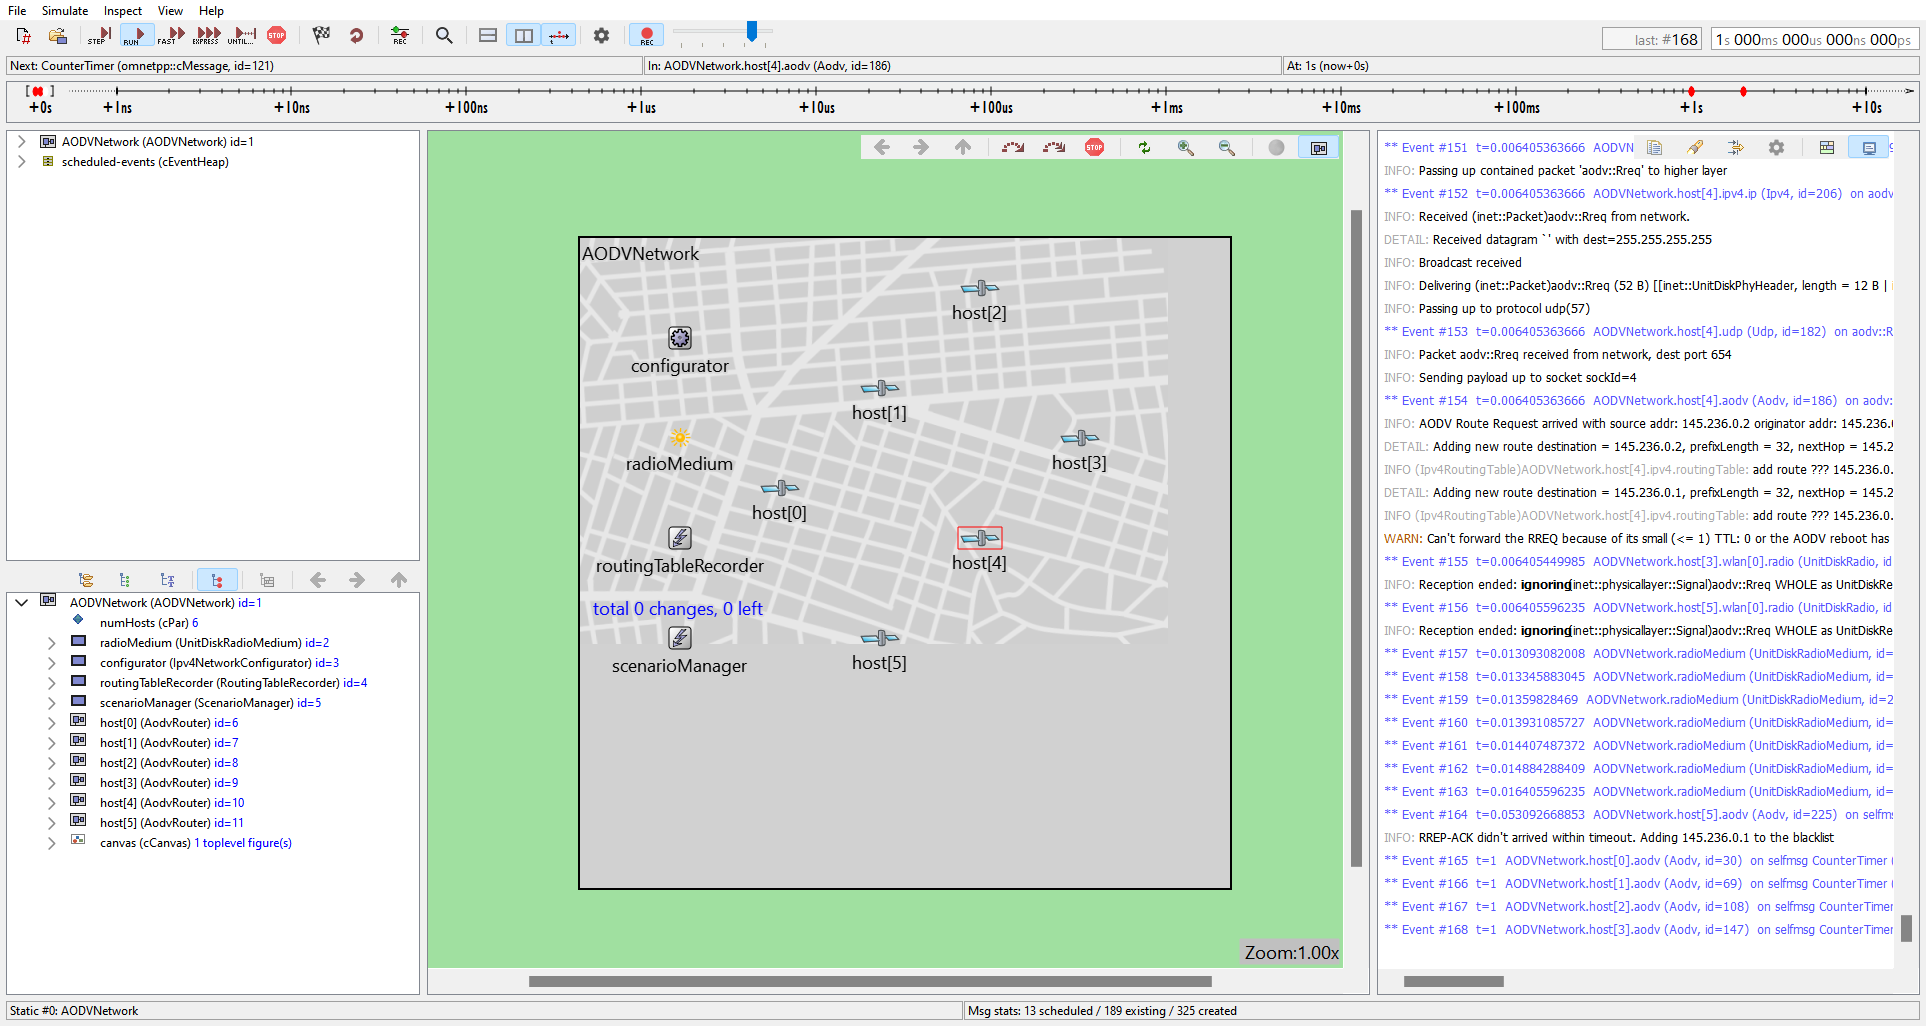 File Simulate Inspect View Help
STEP RUN FAST EXPRESS UNTIL... STOP REC REC
last: #168 1s 000ms 000us 000ns 000ps
Next: CounterTimer (omnetpp::cMessage, id=121) In: AODVNetwork.host[4].aodv (Aodv, id=186) At: 1s (now+0s)
+0s +1ns +10ns +100ns +1us +10us +100us +1ms +10ms +100ms +1s +10s
AODVNetwork (AODVNetwork) id=1
scheduled-events (cEventHeap)
AODVNetwork (AODVNetwork) id=1
numHosts (cPar) 6
radioMedium (UnitDiskRadioMedium) id=2
configurator (Ipv4NetworkConfigurator) id=3
routingTableRecorder (RoutingTableRecorder) id=4
scenarioManager (ScenarioManager) id=5
host[0] (AodvRouter) id=6
host[1] (AodvRouter) id=7
host[2] (AodvRouter) id=8
host[3] (AodvRouter) id=9
host[4] (AodvRouter) id=10
host[5] (AodvRouter) id=11
canvas (cCanvas) 1 toplevel figure(s)
STOP
AODVNetwork
host[2]
configurator
host[1]
radioMedium
host[3]
host[0]
routingTableRecorder
host[4]
total 0 changes, 0 left
scenarioManager
host[5]
Zoom:1.00x
** Event #151 t=0.006405363666 AODVN
INFO: Passing up contained packet 'aodv::Rreq' to higher layer
** Event #152 t=0.006405363666 AODVNetwork.host[4].ipv4.ip (Ipv4, id=206) on aodv
INFO: Received (inet::Packet)aodv::Rreq from network.
DETAIL: Received datagram `' with dest=255.255.255.255
INFO: Broadcast received
INFO: Delivering (inet::Packet)aodv::Rreq (52 B) [[inet::UnitDiskPhyHeader, length = 12 B |
INFO: Passing up to protocol udp(57)
** Event #153 t=0.006405363666 AODVNetwork.host[4].udp (Udp, id=182) on aodv::R
INFO: Packet aodv::Rreq received from network, dest port 654
INFO: Sending payload up to socket sockId=4
** Event #154 t=0.006405363666 AODVNetwork.host[4].aodv (Aodv, id=186) on aodv:
INFO: AODV Route Request arrived with source addr: 145.236.0.2 originator addr: 145.236.
DETAIL: Adding new route destination = 145.236.0.2, prefixLength = 32, nextHop = 145.2
INFO (Ipv4RoutingTable)AODVNetwork.host[4].ipv4.routingTable: add route ??? 145.236.0.
DETAIL: Adding new route destination = 145.236.0.1, prefixLength = 32, nextHop = 145.2
INFO (Ipv4RoutingTable)AODVNetwork.host[4].ipv4.routingTable: add route ??? 145.236.0.
WARN: Can't forward the RREQ because of its small (<= 1) TTL: 0 or the AODV reboot has
** Event #155 t=0.006405449985 AODVNetwork.host[3].wlan[0].radio (UnitDiskRadio, id
INFO: Reception ended: ignoring(inet::physicallayer::Signal)aodv::Rreq WHOLE as UnitDiskRe
** Event #156 t=0.006405596235 AODVNetwork.host[5].wlan[0].radio (UnitDiskRadio, id
INFO: Reception ended: ignoring(inet::physicallayer::Signal)aodv::Rreq WHOLE as UnitDiskRe
** Event #157 t=0.013093082008 AODVNetwork.radioMedium (UnitDiskRadioMedium, id=
** Event #158 t=0.013345883045 AODVNetwork.radioMedium (UnitDiskRadioMedium, id=
** Event #159 t=0.01359828469 AODVNetwork.radioMedium (UnitDiskRadioMedium, id=2
** Event #160 t=0.013931085727 AODVNetwork.radioMedium (UnitDiskRadioMedium, id=
** Event #161 t=0.014407487372 AODVNetwork.radioMedium (UnitDiskRadioMedium, id=
** Event #162 t=0.014884288409 AODVNetwork.radioMedium (UnitDiskRadioMedium, id=
** Event #163 t=0.016405596235 AODVNetwork.radioMedium (UnitDiskRadioMedium, id=
** Event #164 t=0.053092668853 AODVNetwork.host[5].aodv (Aodv, id=225) on selfm
INFO: RREP-ACK didn't arrived within timeout. Adding 145.236.0.1 to the blacklist
** Event #165 t=1 AODVNetwork.host[0].aodv (Aodv, id=30) on selfmsg CounterTimer (
** Event #166 t=1 AODVNetwork.host[1].aodv (Aodv, id=69) on selfmsg CounterTimer (
** Event #167 t=1 AODVNetwork.host[2].aodv (Aodv, id=108) on selfmsg CounterTimer
** Event #168 t=1 AODVNetwork.host[3].aodv (Aodv, id=147) on selfmsg CounterTimer
Static #0: AODVNetwork Msg stats: 13 scheduled / 189 existing / 325 created